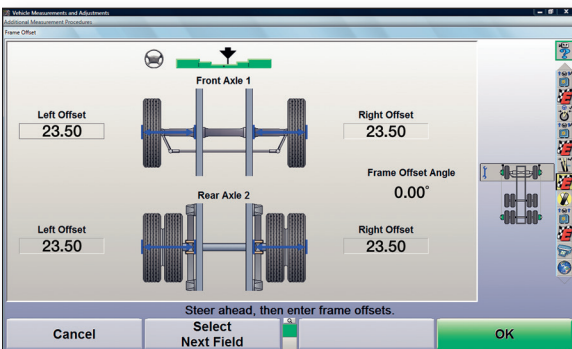 Vehicle Measurements and Adjustments
Additional Measurement Procedures
Frame Offset
Front Axle 1
Left Offset
23.50
Right Offset
23.50
Frame Offset Angle
0.00°
Rear Axle 2
Left Offset
23.50
Right Offset
23.50
Steer ahead, then enter frame offsets.
Cancel
Select
Next Field
OK